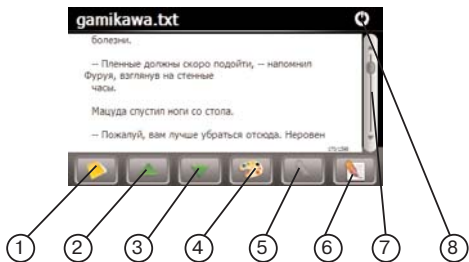 gamikawa.txt
болезни.
— Пленные должны скоро подойти, — напомнил
Фуруя, взглянув на стенные
часы.
Мацуда спустил ноги со стола.
— Пожалуй, вам лучше убраться отсюда. Неровен
1 2 3 4 5 6 7 8